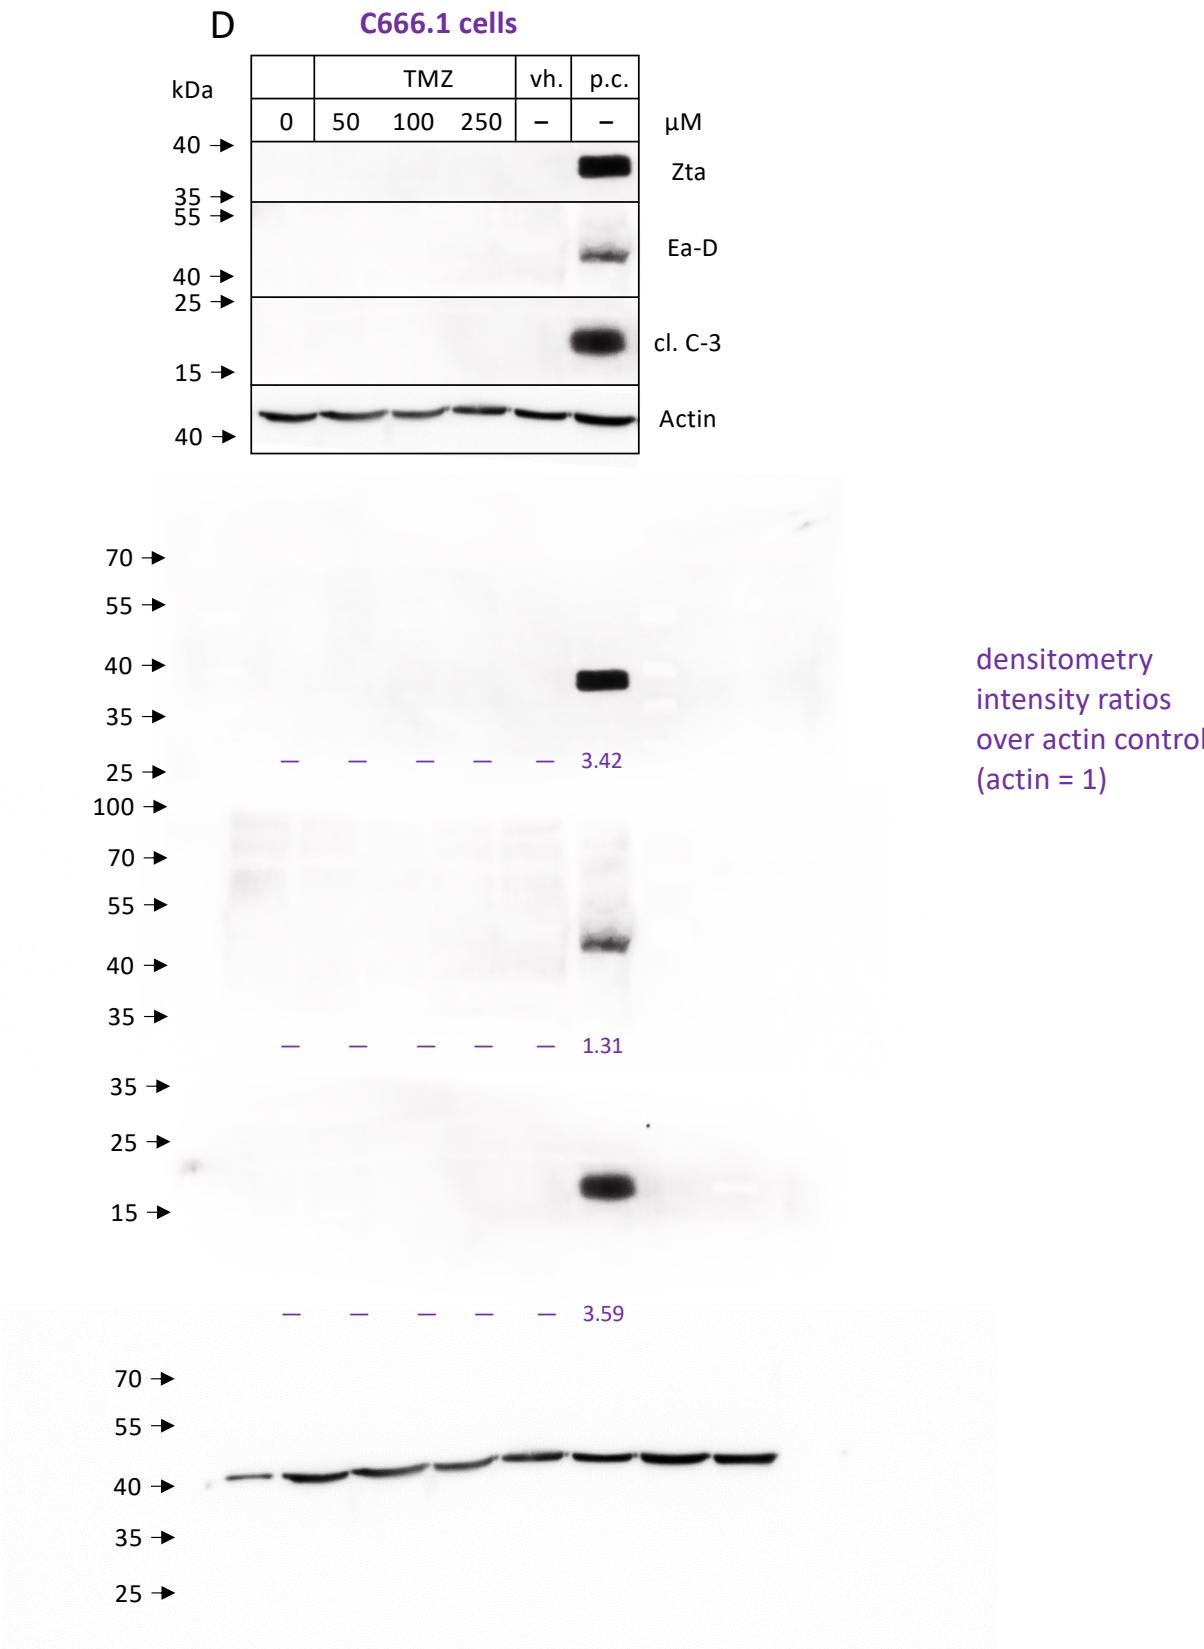 D C666.1 cells
kDa TMZ vh. p.c.
0 50 100 250 – – µM
40
Zta
35
55
Ea-D
40
25
cl. C-3
15
Actin
40
70
55
40
35
25
— — — — — 3.42
densitometry
intensity ratios
over actin control
(actin = 1)
100
70
55
40
35
— — — — — 1.31
35
25
15
— — — — — 3.59
70
55
40
35
25